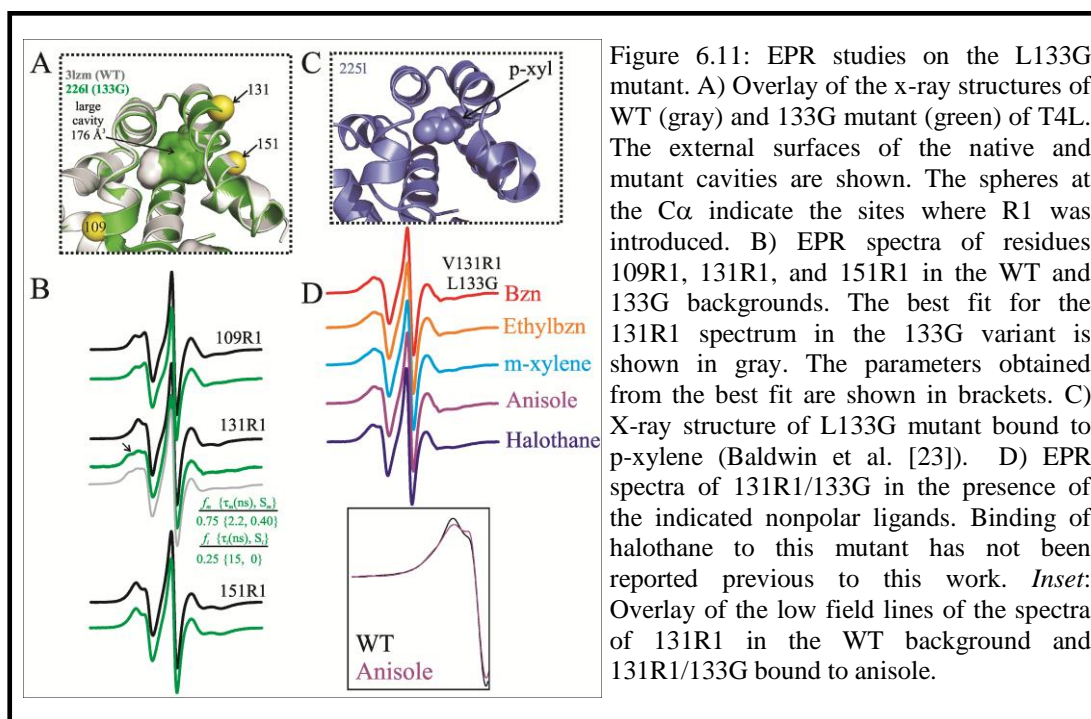 A
3lzm (WT)
226l (133G)
large
cavity
176 Å³
131
151
109
C
225l
p-xyl
B
109R1
131R1
fₘ {τₘ(ns), Sₘ}
0.75 {2.2, 0.40}
fᵢ {τᵢ(ns), Sᵢ}
0.25 {15, 0}
151R1
D
V131R1
L133G
Bzn
Ethylbzn
m-xylene
Anisole
Halothane
WT
Anisole
Figure 6.11: EPR studies on the L133G
mutant. A) Overlay of the x-ray structures of
WT (gray) and 133G mutant (green) of T4L.
The external surfaces of the native and
mutant cavities are shown. The spheres at
the Cα indicate the sites where R1 was
introduced. B) EPR spectra of residues
109R1, 131R1, and 151R1 in the WT and
133G backgrounds. The best fit for the
131R1 spectrum in the 133G variant is
shown in gray. The parameters obtained
from the best fit are shown in brackets. C)
X-ray structure of L133G mutant bound to
p-xylene (Baldwin et al. [23]). D) EPR
spectra of 131R1/133G in the presence of
the indicated nonpolar ligands. Binding of
halothane to this mutant has not been
reported previous to this work. Inset:
Overlay of the low field lines of the spectra
of 131R1 in the WT background and
131R1/133G bound to anisole.